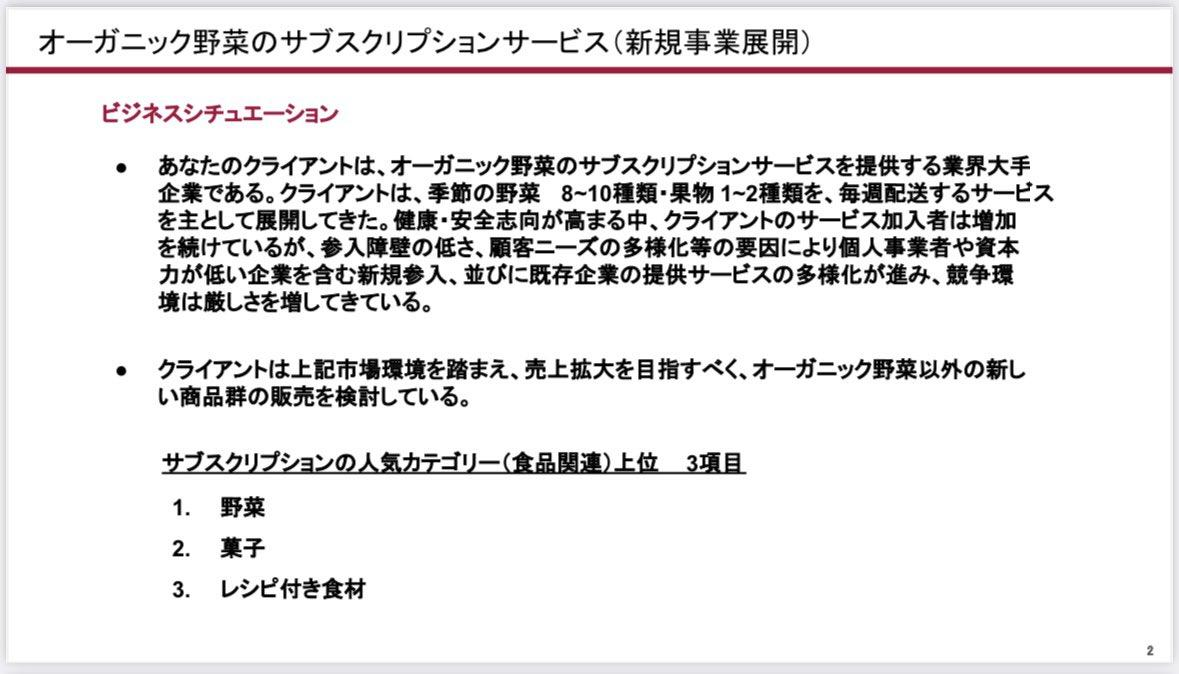 オーガニック野菜のサブスクリプションサービス（新規事業展開）
ビジネスシチュエーション
● あなたのクライアントは、オーガニック野菜のサブスクリプションサービスを提供する業界大手
企業である。クライアントは、季節の野菜　8~10種類・果物 1~2種類を、毎週配送するサービス
を主として展開してきた。健康・安全志向が高まる中、クライアントのサービス加入者は増加
を続けているが、参入障壁の低さ、顧客ニーズの多様化等の要因により個人事業者や資本
力が低い企業を含む新規参入、並びに既存企業の提供サービスの多様化が進み、競争環
境は厳しさを増してきている。
● クライアントは上記市場環境を踏まえ、売上拡大を目指すべく、オーガニック野菜以外の新し
い商品群の販売を検討している。
サブスクリプションの人気カテゴリー（食品関連）上位　3項目
1. 野菜
2. 菓子
3. レシピ付き食材
2